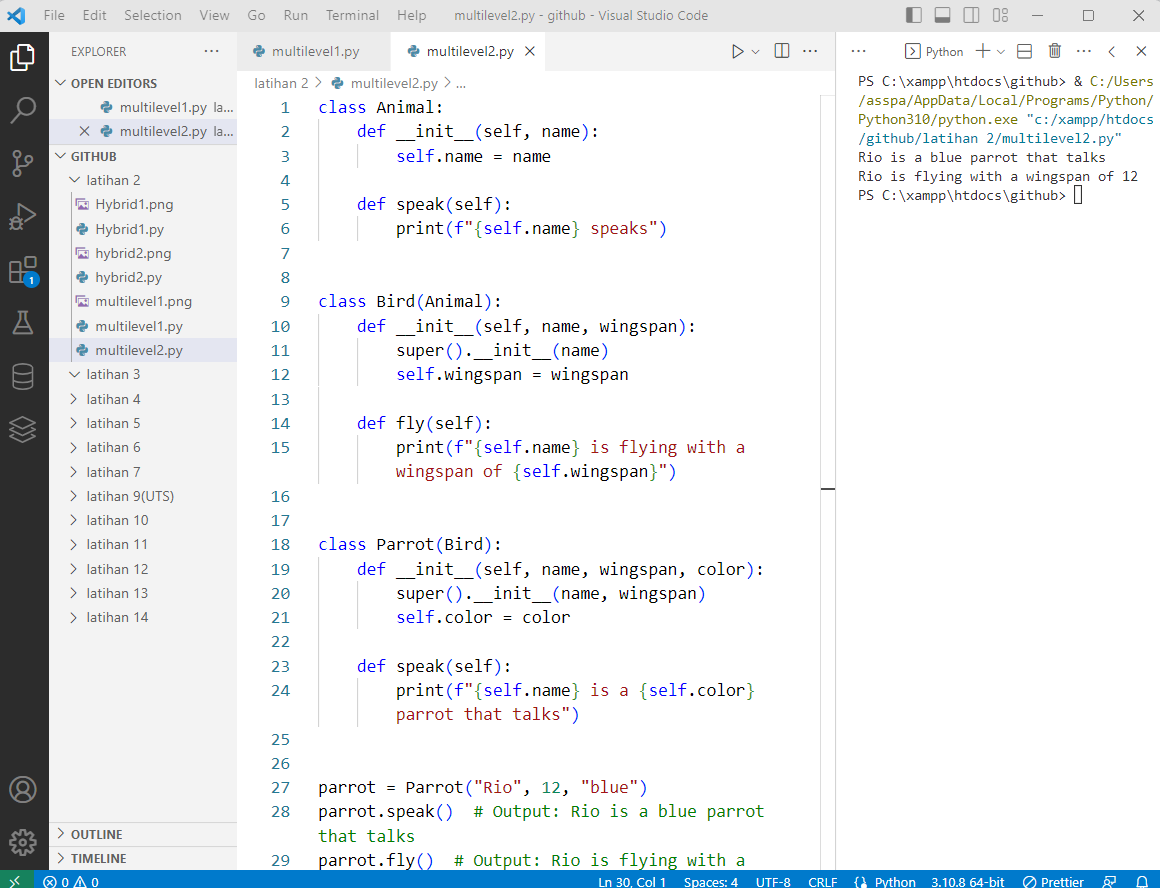 File Edit Selection View Go Run Terminal Help multilevel2.py - github - Visual Studio Code
EXPLORER
OPEN EDITORS
multilevel1.py la...
multilevel2.py la...
GITHUB
latihan 2
Hybrid1.png
Hybrid1.py
hybrid2.png
hybrid2.py
multilevel1.png
multilevel1.py
multilevel2.py
latihan 3
latihan 4
latihan 5
latihan 6
latihan 7
latihan 9(UTS)
latihan 10
latihan 11
latihan 12
latihan 13
latihan 14
OUTLINE
TIMELINE
1
multilevel1.py multilevel2.py
latihan 2 > multilevel2.py > ...
1 class Animal:
2     def __init__(self, name):
3         self.name = name
4
5     def speak(self):
6         print(f"{self.name} speaks")
7
8
9 class Bird(Animal):
10     def __init__(self, name, wingspan):
11         super().__init__(name)
12         self.wingspan = wingspan
13
14     def fly(self):
15         print(f"{self.name} is flying with a
        wingspan of {self.wingspan}")
16
17
18 class Parrot(Bird):
19     def __init__(self, name, wingspan, color):
20         super().__init__(name, wingspan)
21         self.color = color
22
23     def speak(self):
24         print(f"{self.name} is a {self.color}
        parrot that talks")
25
26
27 parrot = Parrot("Rio", 12, "blue")
28 parrot.speak()  # Output: Rio is a blue parrot
that talks
29 parrot.fly()  # Output: Rio is flying with a
Python
PS C:\xampp\htdocs\github> & C:/Users
/asspa/AppData/Local/Programs/Python/
Python310/python.exe "c:/xampp/htdocs
/github/latihan 2/multilevel2.py"
Rio is a blue parrot that talks
Rio is flying with a wingspan of 12
PS C:\xampp\htdocs\github>
0 0 Ln 30, Col 1 Spaces: 4 UTF-8 CRLF Python 3.10.8 64-bit Prettier